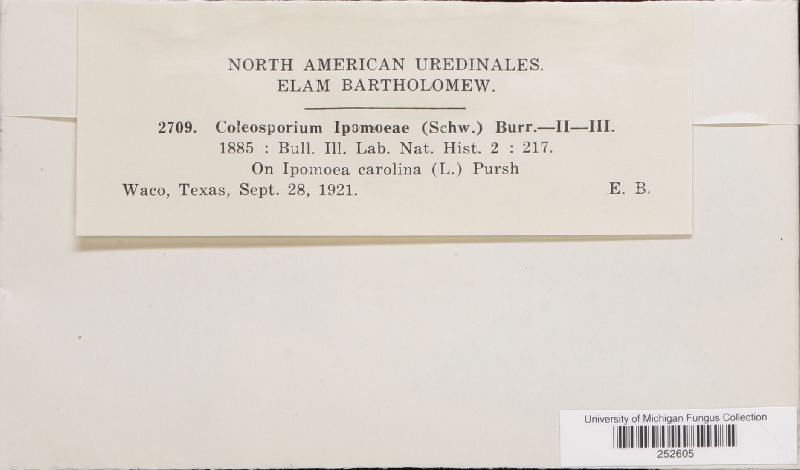 NORTH AMERICAN UREDINALES.
ELAM BARTHOLOMEW.
2709. Coleosporium Ipomoeae (Schw.) Burr.—II—III.
1885 : Bull. Ill. Lab. Nat. Hist. 2 : 217.
On Ipomoea carolina (L.) Pursh
Waco, Texas, Sept. 28, 1921. E. B.
University of Michigan Fungus Collection
252605